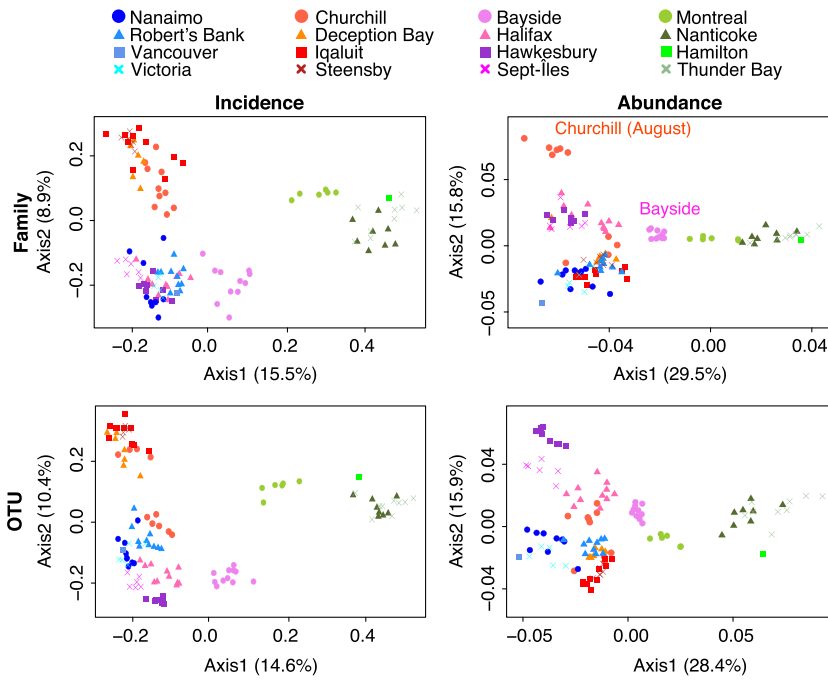 Nanaimo Churchill Bayside Montreal
Robert's Bank Deception Bay Halifax Nanticoke
Vancouver Iqaluit Hawkesbury Hamilton
Victoria Steensby Sept-Îles Thunder Bay
Incidence Abundance
Family
Axis2 (8.9%)
0.2
0.0
−0.2
−0.2 0.0 0.2 0.4
Axis1 (15.5%)
Churchill (August)
Bayside
Axis2 (15.8%)
0.05
0.00
−0.05
−0.04 0.00 0.04
Axis1 (29.5%)
OTU
Axis2 (10.4%)
0.2
0.0
−0.2
−0.2 0.0 0.2 0.4
Axis1 (14.6%)
Axis2 (15.9%)
0.04
0.00
−0.04
−0.05 0.00 0.05
Axis1 (28.4%)